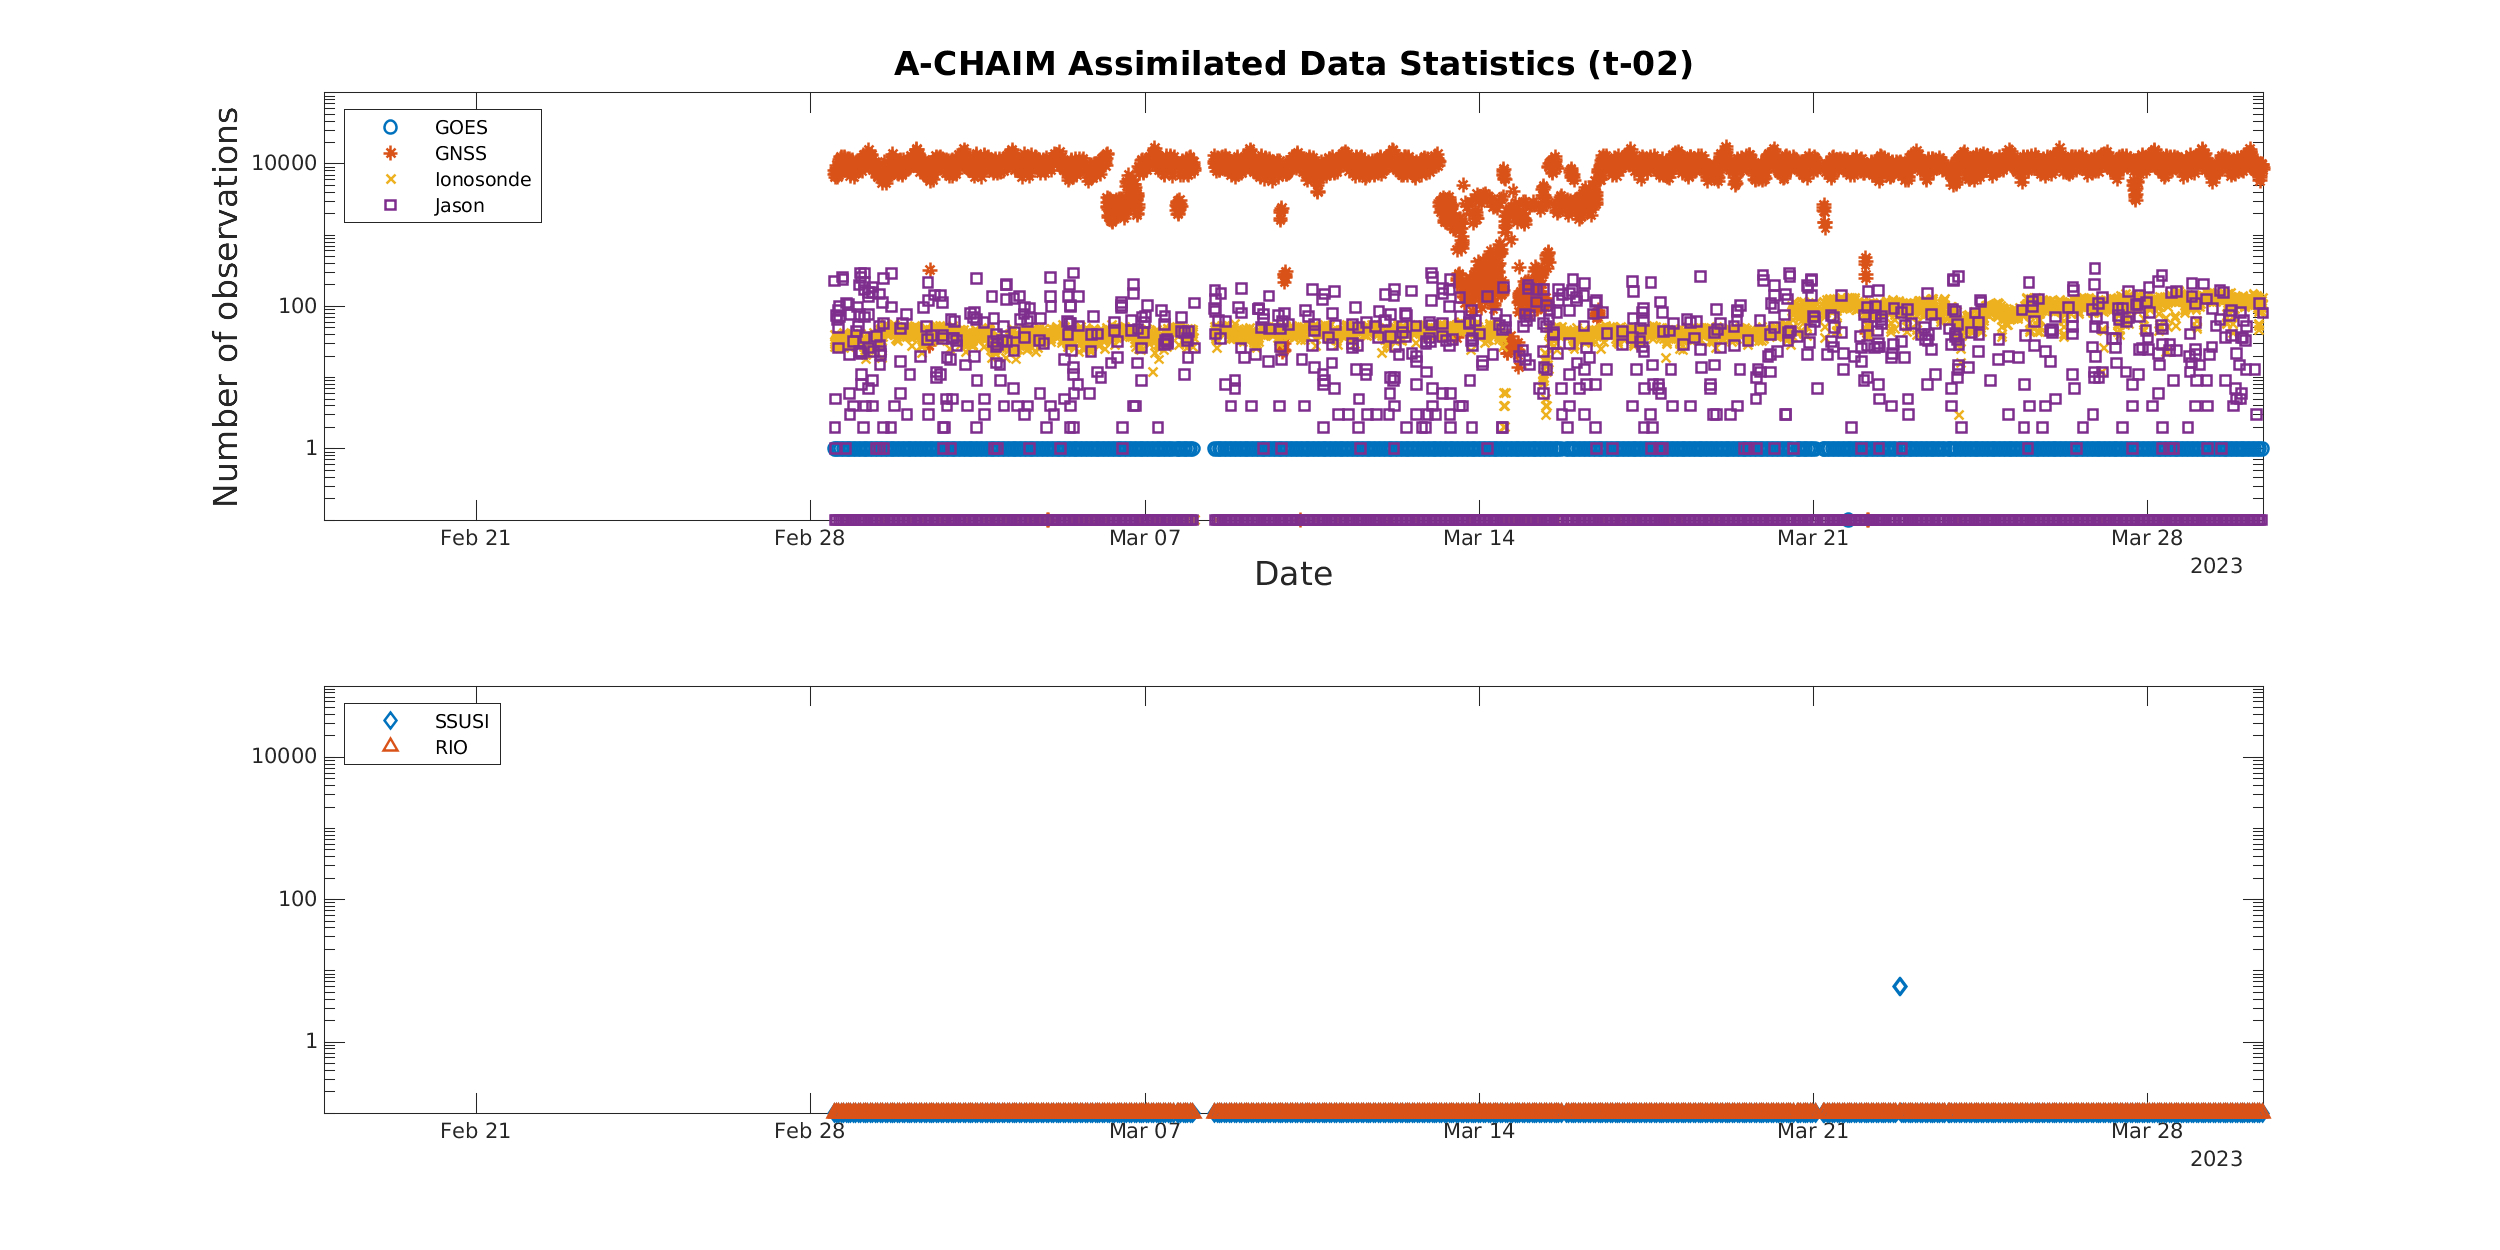 A-CHAIM Assimilated Data Statistics (t-02)
Number of observations
10000
100
1
GOES
GNSS
Ionosonde
Jason
Feb 21 Feb 28 Mar 07 Mar 14 Mar 21 Mar 28
2023
Date
10000
100
1
SSUSI
RIO
Feb 21 Feb 28 Mar 07 Mar 14 Mar 21 Mar 28
2023